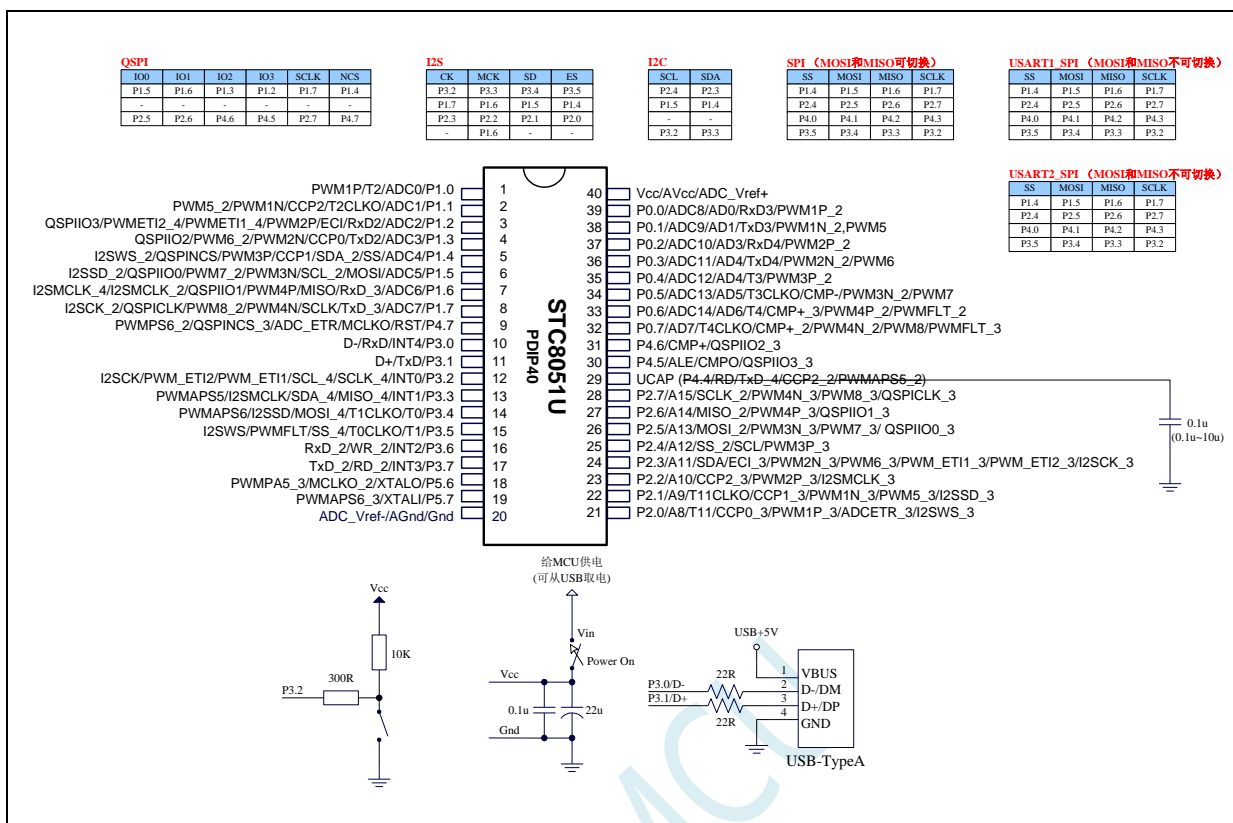 QSPI
IO0 IO1 IO2 IO3 SCLK NCS
P1.5 P1.6 P1.3 P1.2 P1.7 P1.4
- - - - - -
P2.5 P2.6 P4.6 P4.5 P2.7 P4.7
I2S
CK MCK SD ES
P3.2 P3.3 P3.4 P3.5
P1.7 P1.6 P1.5 P1.4
P2.3 P2.2 P2.1 P2.0
- P1.6 - -
I2C
SCL SDA
P2.4 P2.3
P1.5 P1.4
- -
P3.2 P3.3
SPI （MOSI和MISO可切换）
SS MOSI MISO SCLK
P1.4 P1.5 P1.6 P1.7
P2.4 P2.5 P2.6 P2.7
P4.0 P4.1 P4.2 P4.3
P3.5 P3.4 P3.3 P3.2
USART1_SPI （MOSI和MISO不可切换）
SS MOSI MISO SCLK
P1.4 P1.5 P1.6 P1.7
P2.4 P2.5 P2.6 P2.7
P4.0 P4.1 P4.2 P4.3
P3.5 P3.4 P3.3 P3.2
USART2_SPI （MOSI和MISO不可切换）
SS MOSI MISO SCLK
P1.4 P1.5 P1.6 P1.7
P2.4 P2.5 P2.6 P2.7
P4.0 P4.1 P4.2 P4.3
P3.5 P3.4 P3.3 P3.2
PWM1P/T2/ADC0/P1.0 1
PWM5_2/PWM1N/CCP2/T2CLKO/ADC1/P1.1 2
QSPIIO3/PWMETI2_4/PWMETI1_4/PWM2P/ECI/RxD2/ADC2/P1.2 3
QSPIIO2/PWM6_2/PWM2N/CCP0/TxD2/ADC3/P1.3 4
I2SWS_2/QSPINCS/PWM3P/CCP1/SDA_2/SS/ADC4/P1.4 5
I2SSD_2/QSPIIO0/PWM7_2/PWM3N/SCL_2/MOSI/ADC5/P1.5 6
I2SMCLK_4/I2SMCLK_2/QSPIIO1/PWM4P/MISO/RxD_3/ADC6/P1.6 7
I2SCK_2/QSPICLK/PWM8_2/PWM4N/SCLK/TxD_3/ADC7/P1.7 8
PWMPS6_2/QSPINCS_3/ADC_ETR/MCLKO/RST/P4.7 9
D-/RxD/INT4/P3.0 10
D+/TxD/P3.1 11
I2SCK/PWM_ETI2/PWM_ETI1/SCL_4/SCLK_4/INT0/P3.2 12
PWMAPS5/I2SMCLK/SDA_4/MISO_4/INT1/P3.3 13
PWMAPS6/I2SSD/MOSI_4/T1CLKO/T0/P3.4 14
I2SWS/PWMFLT/SS_4/T0CLKO/T1/P3.5 15
RxD_2/WR_2/INT2/P3.6 16
TxD_2/RD_2/INT3/P3.7 17
PWMPA5_3/MCLKO_2/XTALO/P5.6 18
PWMAPS6_3/XTALI/P5.7 19
ADC_Vref-/AGnd/Gnd 20
STC8051U
PDIP40
40 Vcc/AVcc/ADC_Vref+
39 P0.0/ADC8/AD0/RxD3/PWM1P_2
38 P0.1/ADC9/AD1/TxD3/PWM1N_2,PWM5
37 P0.2/ADC10/AD3/RxD4/PWM2P_2
36 P0.3/ADC11/AD4/TxD4/PWM2N_2/PWM6
35 P0.4/ADC12/AD4/T3/PWM3P_2
34 P0.5/ADC13/AD5/T3CLKO/CMP-/PWM3N_2/PWM7
33 P0.6/ADC14/AD6/T4/CMP+_3/PWM4P_2/PWMFLT_2
32 P0.7/AD7/T4CLKO/CMP+_2/PWM4N_2/PWM8/PWMFLT_3
31 P4.6/CMP+/QSPIIO2_3
30 P4.5/ALE/CMPO/QSPIIO3_3
29 UCAP (P4.4/RD/TxD_4/CCP2_2/PWMAPS5_2)
28 P2.7/A15/SCLK_2/PWM4N_3/PWM8_3/QSPICLK_3
27 P2.6/A14/MISO_2/PWM4P_3/QSPIIO1_3
26 P2.5/A13/MOSI_2/PWM3N_3/PWM7_3/ QSPIIO0_3
25 P2.4/A12/SS_2/SCL/PWM3P_3
24 P2.3/A11/SDA/ECI_3/PWM2N_3/PWM6_3/PWM_ETI1_3/PWM_ETI2_3/I2SCK_3
23 P2.2/A10/CCP2_3/PWM2P_3/I2SMCLK_3
22 P2.1/A9/T11CLKO/CCP1_3/PWM1N_3/PWM5_3/I2SSD_3
21 P2.0/A8/T11/CCP0_3/PWM1P_3/ADCETR_3/I2SWS_3
0.1u
(0.1u~10u)
Vcc
10K
300R
P3.2
给MCU供电
(可从USB取电)
Vin
Power On
Vcc
0.1u
22u
Gnd
USB+5V
22R
P3.0/D-
P3.1/D+
22R
1 VBUS
2 D-/DM
3 D+/DP
4 GND
USB-TypeA
MCU